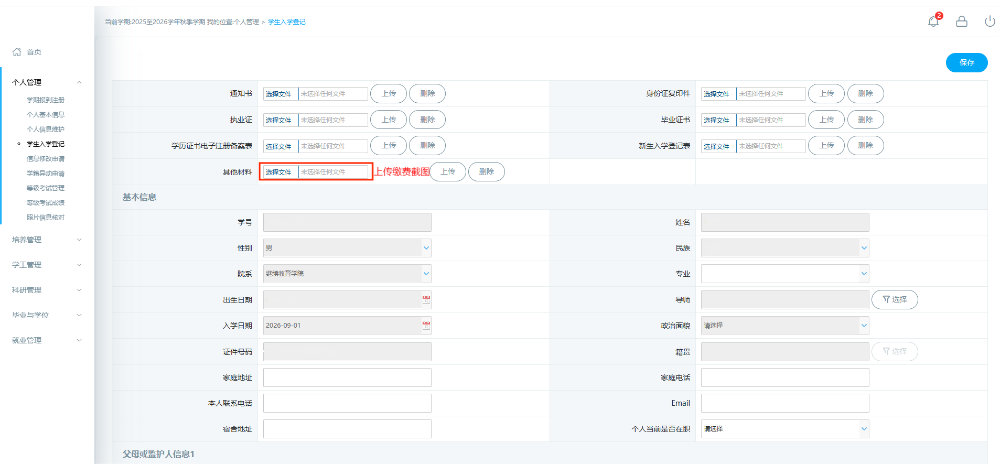 当前学期:2025至2026学年秋季学期 我的位置:个人管理 > 学生入学登记
2
首页
个人管理
学期报到注册
个人基本信息
个人信息维护
学生入学登记
信息修改申请
学籍异动申请
等级考试管理
等级考试成绩
照片信息核对
培养管理
学工管理
科研管理
毕业与学位
就业管理
保存
通知书 选择文件 未选择任何文件 上传 删除 身份证复印件 选择文件 未选择任何文件 上传 删除
执业证 选择文件 未选择任何文件 上传 删除 毕业证书 选择文件 未选择任何文件 上传 删除
学历证书电子注册备案表 选择文件 未选择任何文件 上传 删除 新生入学登记表 选择文件 未选择任何文件 上传 删除
其他材料 选择文件 未选择任何文件 上传缴费截图 上传 删除
基本信息
学号 姓名
性别 男 民族
院系 继续教育学院 专业
出生日期 导师 选择
入学日期 2026-09-01 政治面貌 请选择
证件号码 籍贯 选择
家庭地址 家庭电话
本人联系电话 Email
宿舍地址 个人当前是否在职 请选择
父母或监护人信息1